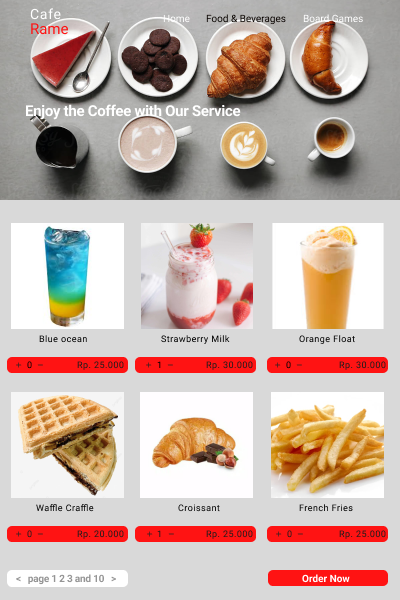 Cafe
Rame
Home
Food & Beverages
Board Games
Enjoy the Coffee with Our Service
Blue ocean
Strawberry Milk
Orange Float
+ 0 – Rp. 25.000
+ 1 – Rp. 30.000
+ 0 – Rp. 30.000
Waffle Craffle
Croissant
French Fries
+ 0 – Rp. 20.000
+ 1 – Rp. 25.000
+ 0 – Rp. 25.000
< page 1 2 3 and 10 >
Order Now